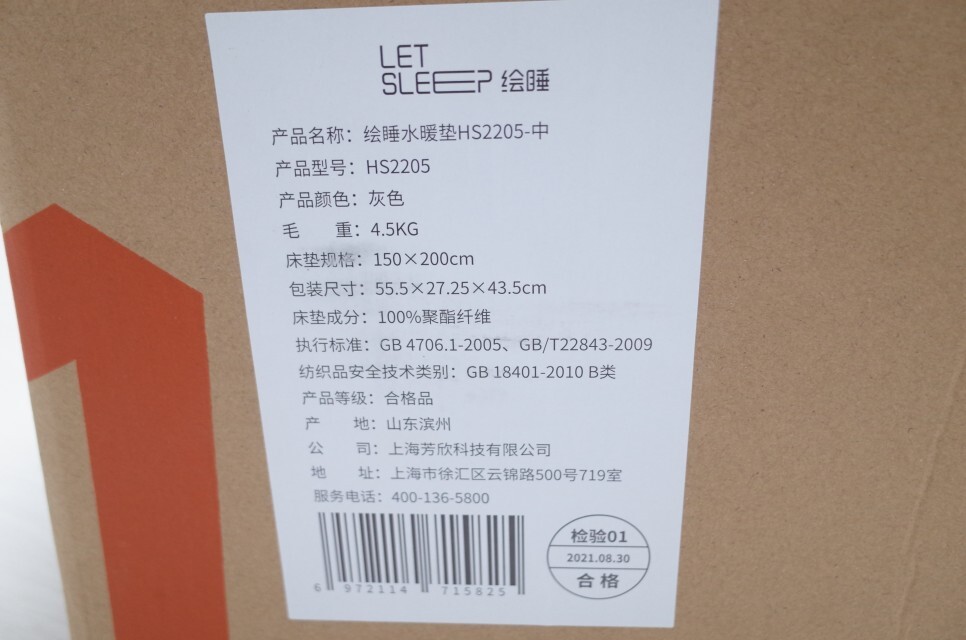 LET
SLEEP 绘睡
产品名称：绘睡水暖垫HS2205-中
产品型号：HS2205
产品颜色：灰色
毛 重：4.5KG
床垫规格：150×200cm
包装尺寸：55.5×27.25×43.5cm
床垫成分：100%聚酯纤维
执行标准：GB 4706.1-2005、GB/T22843-2009
纺织品安全技术类别：GB 18401-2010 B类
产品等级：合格品
产 地：山东滨州
公 司：上海芳欣科技有限公司
地 址：上海市徐汇区云锦路500号719室
服务电话：400-136-5800
6 972114 715825
检验01
2021.08.30
合格